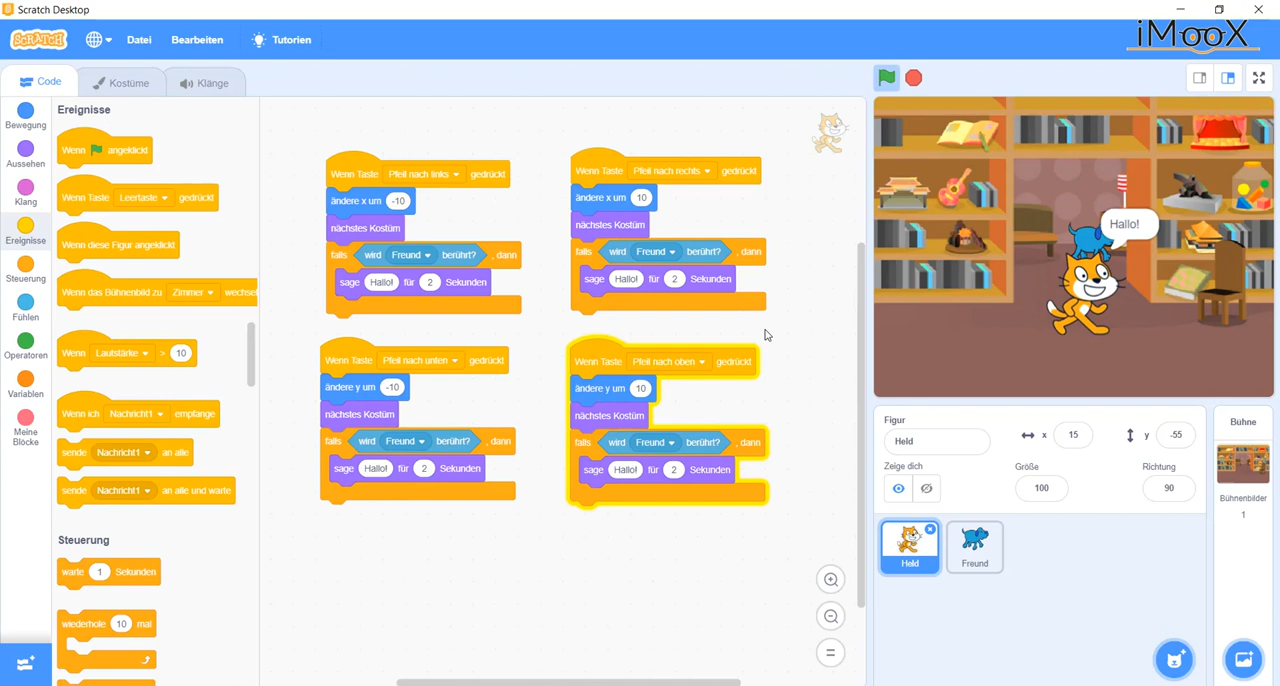 Scratch Desktop
SCRATCH
Datei
Bearbeiten
Tutorien
iMooX
Code
Kostüme
Klänge
Bewegung
Aussehen
Klang
Ereignisse
Steuerung
Fühlen
Operatoren
Variablen
Meine
Blöcke
Ereignisse
Wenn angeklickt
Wenn Taste Leertaste gedrückt
Wenn diese Figur angeklickt
Wenn das Bühnenbild zu Zimmer wechselt
Wenn Lautstärke > 10
Wenn ich Nachricht1 empfange
sende Nachricht1 an alle
sende Nachricht1 an alle und warte
Steuerung
warte 1 Sekunden
wiederhole 10 mal
Wenn Taste Pfeil nach links gedrückt
ändere x um -10
nächstes Kostüm
falls wird Freund berührt? , dann
sage Hallo! für 2 Sekunden
Wenn Taste Pfeil nach rechts gedrückt
ändere x um 10
nächstes Kostüm
falls wird Freund berührt? , dann
sage Hallo! für 2 Sekunden
Wenn Taste Pfeil nach unten gedrückt
ändere y um -10
nächstes Kostüm
falls wird Freund berührt? , dann
sage Hallo! für 2 Sekunden
Wenn Taste Pfeil nach oben gedrückt
ändere y um 10
nächstes Kostüm
falls wird Freund berührt? , dann
sage Hallo! für 2 Sekunden
Hallo!
Figur
Held
x 15
y -55
Zeige dich
Größe
100
Richtung
90
Held
Freund
Bühne
Bühnenbilder
1